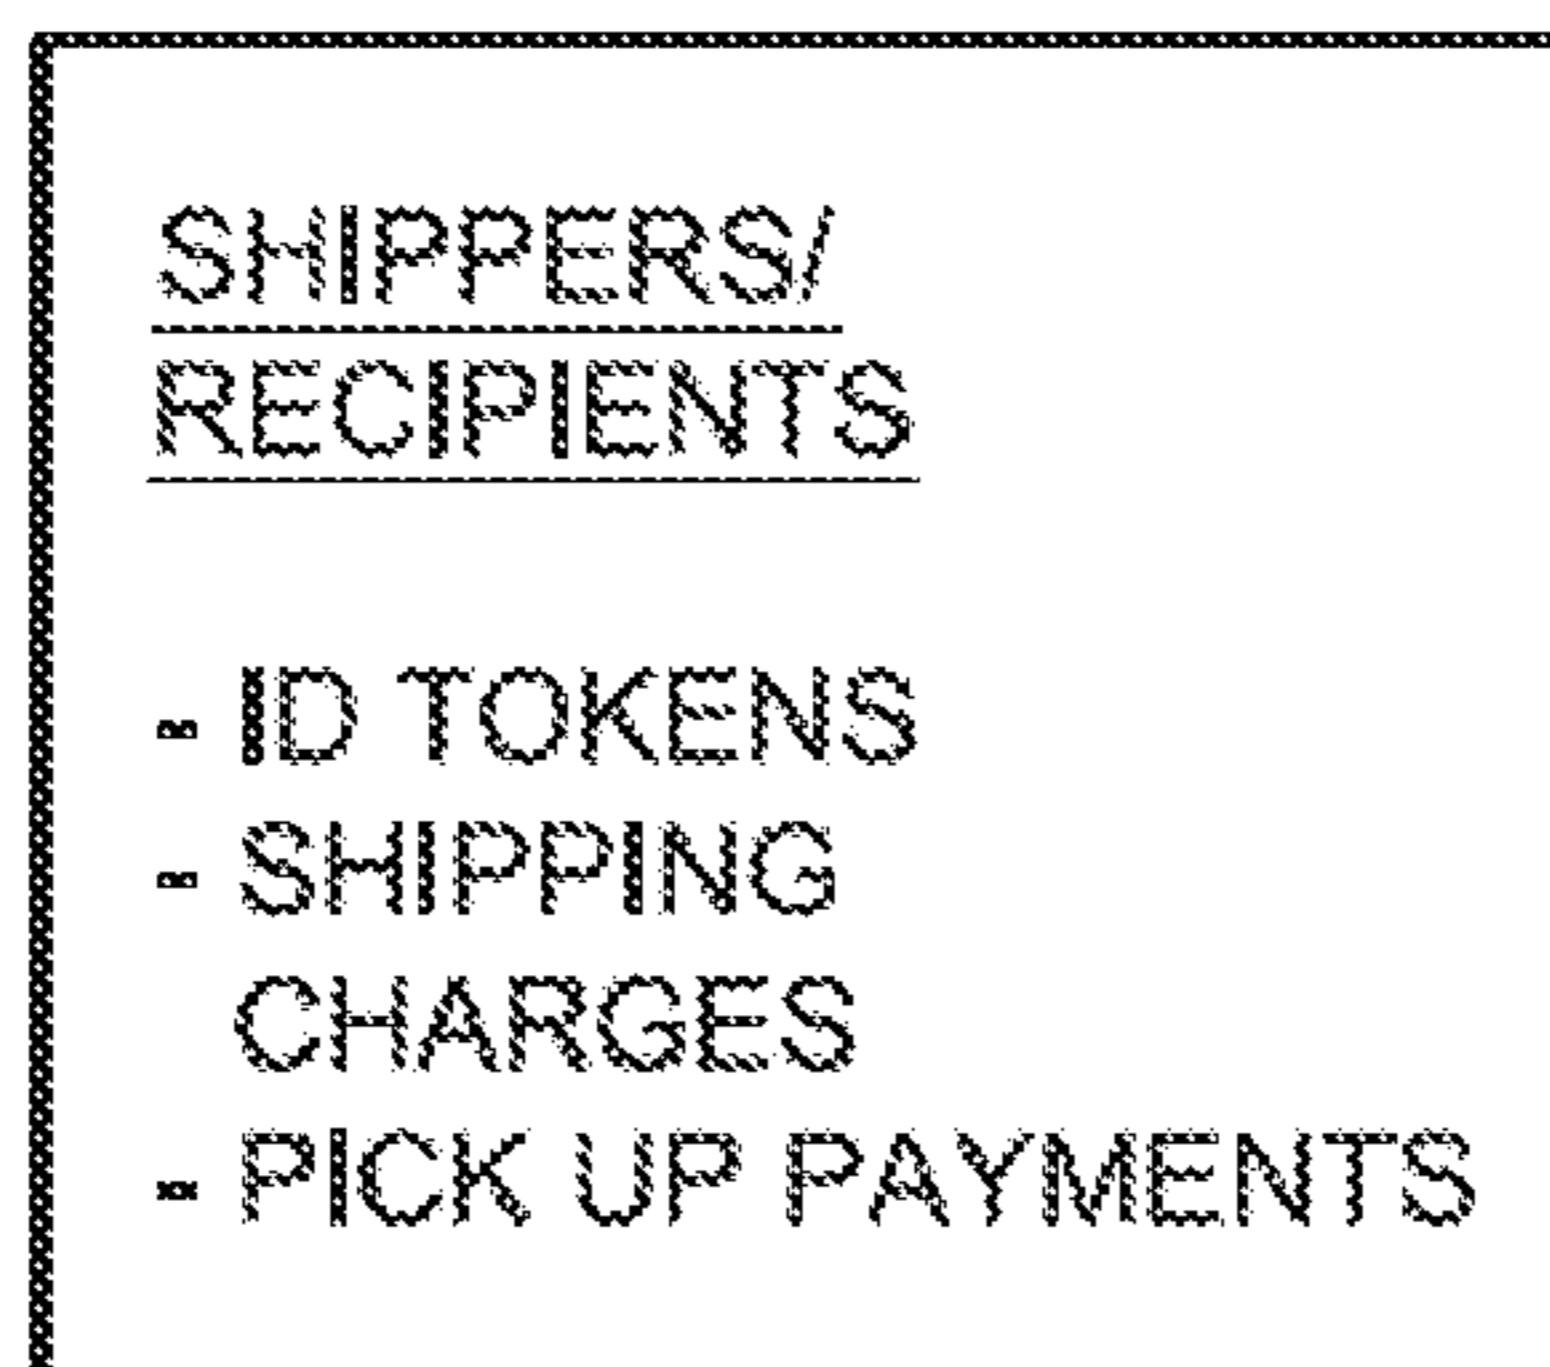 SHIPPERS/
RECIPIENTS
- ID TOKENS
- SHIPPING
CHARGES
- PICK UP PAYMENTS